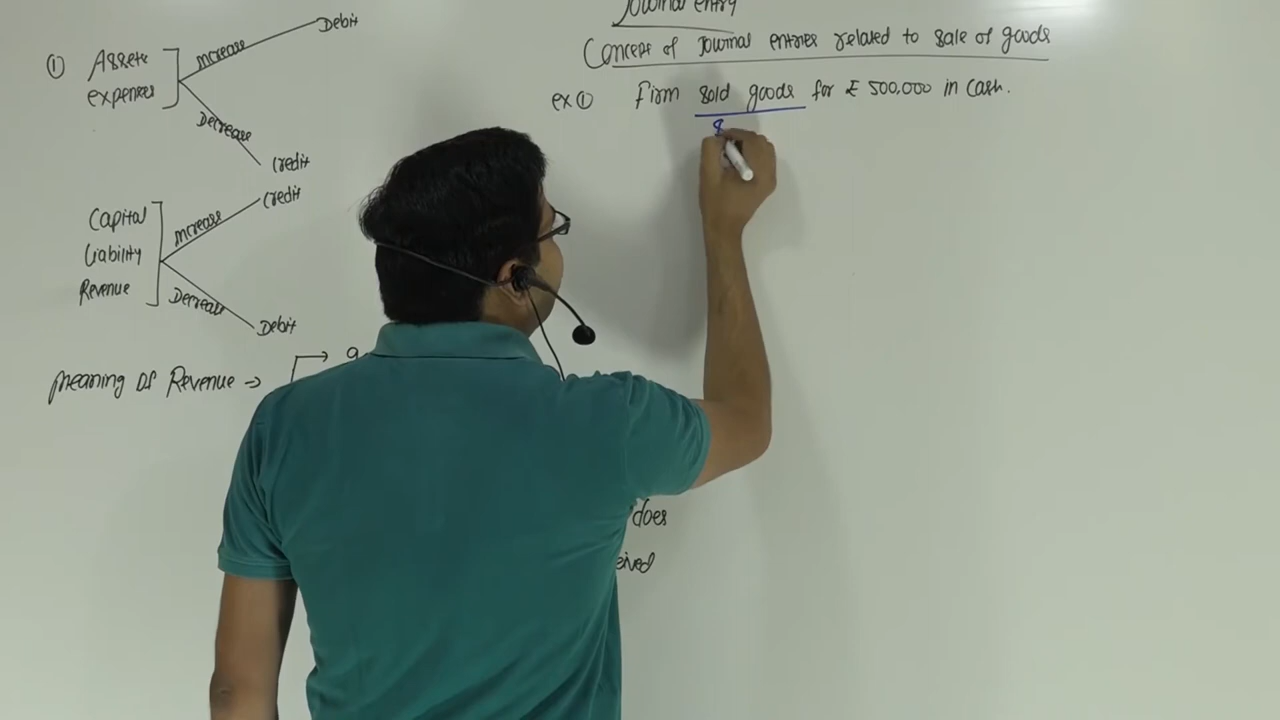 Journal entry
Concept of Journal entries related to sale of goods
ex ① Firm sold goods for £ 500,000 in cash.
① Assets
expenses
Increase
Debit
Decrease
Credit
Capital
Liability
Revenue
Increase
Credit
Decrease
Debit
Meaning of Revenue →
does